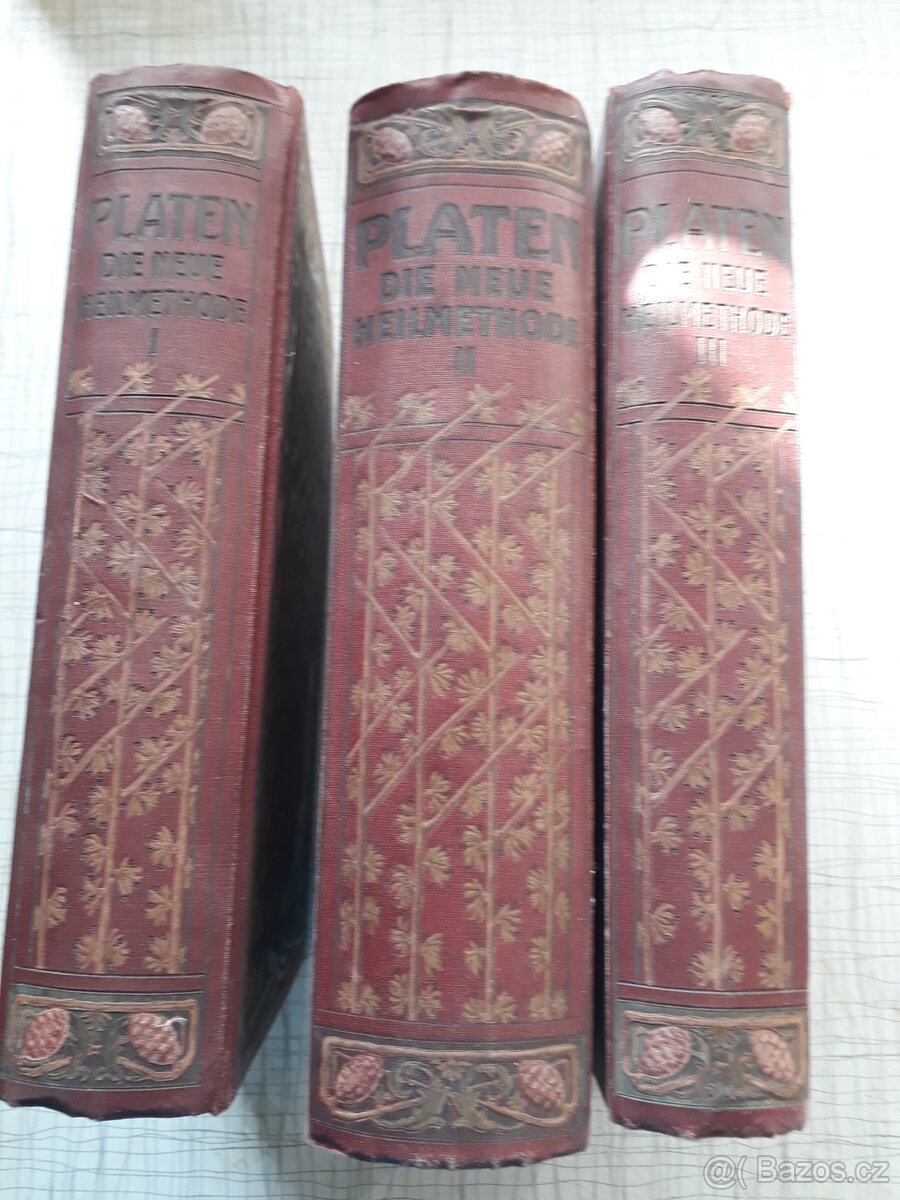 PLATEN
DIE NEUE
HEILMETHODE
I
PLATEN
DIE NEUE
HEILMETHODE
II
PLATEN
DIE NEUE
HEILMETHODE
III
@( Bazos.cz